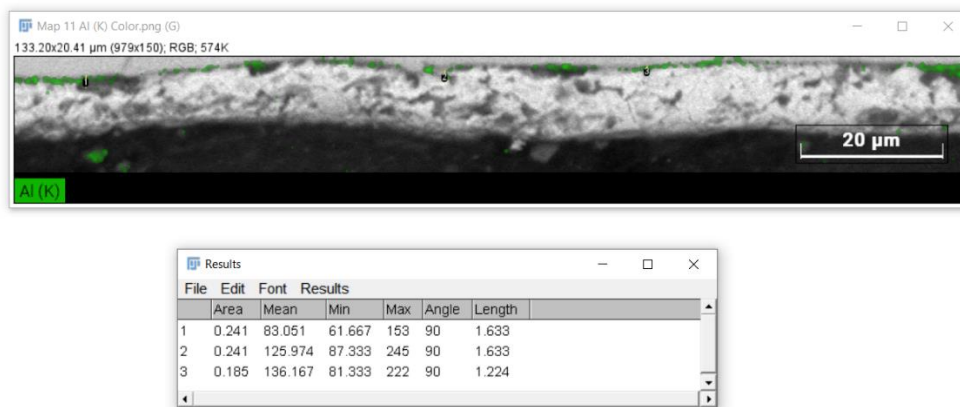 Map 11 Al (K) Color.png (G)
133.20x20.41 µm (979x150); RGB; 574K
1 2 3
20 µm
Al (K)
Results
File Edit Font Results
Area Mean Min Max Angle Length
1 0.241 83.051 61.667 153 90 1.633
2 0.241 125.974 87.333 245 90 1.633
3 0.185 136.167 81.333 222 90 1.224